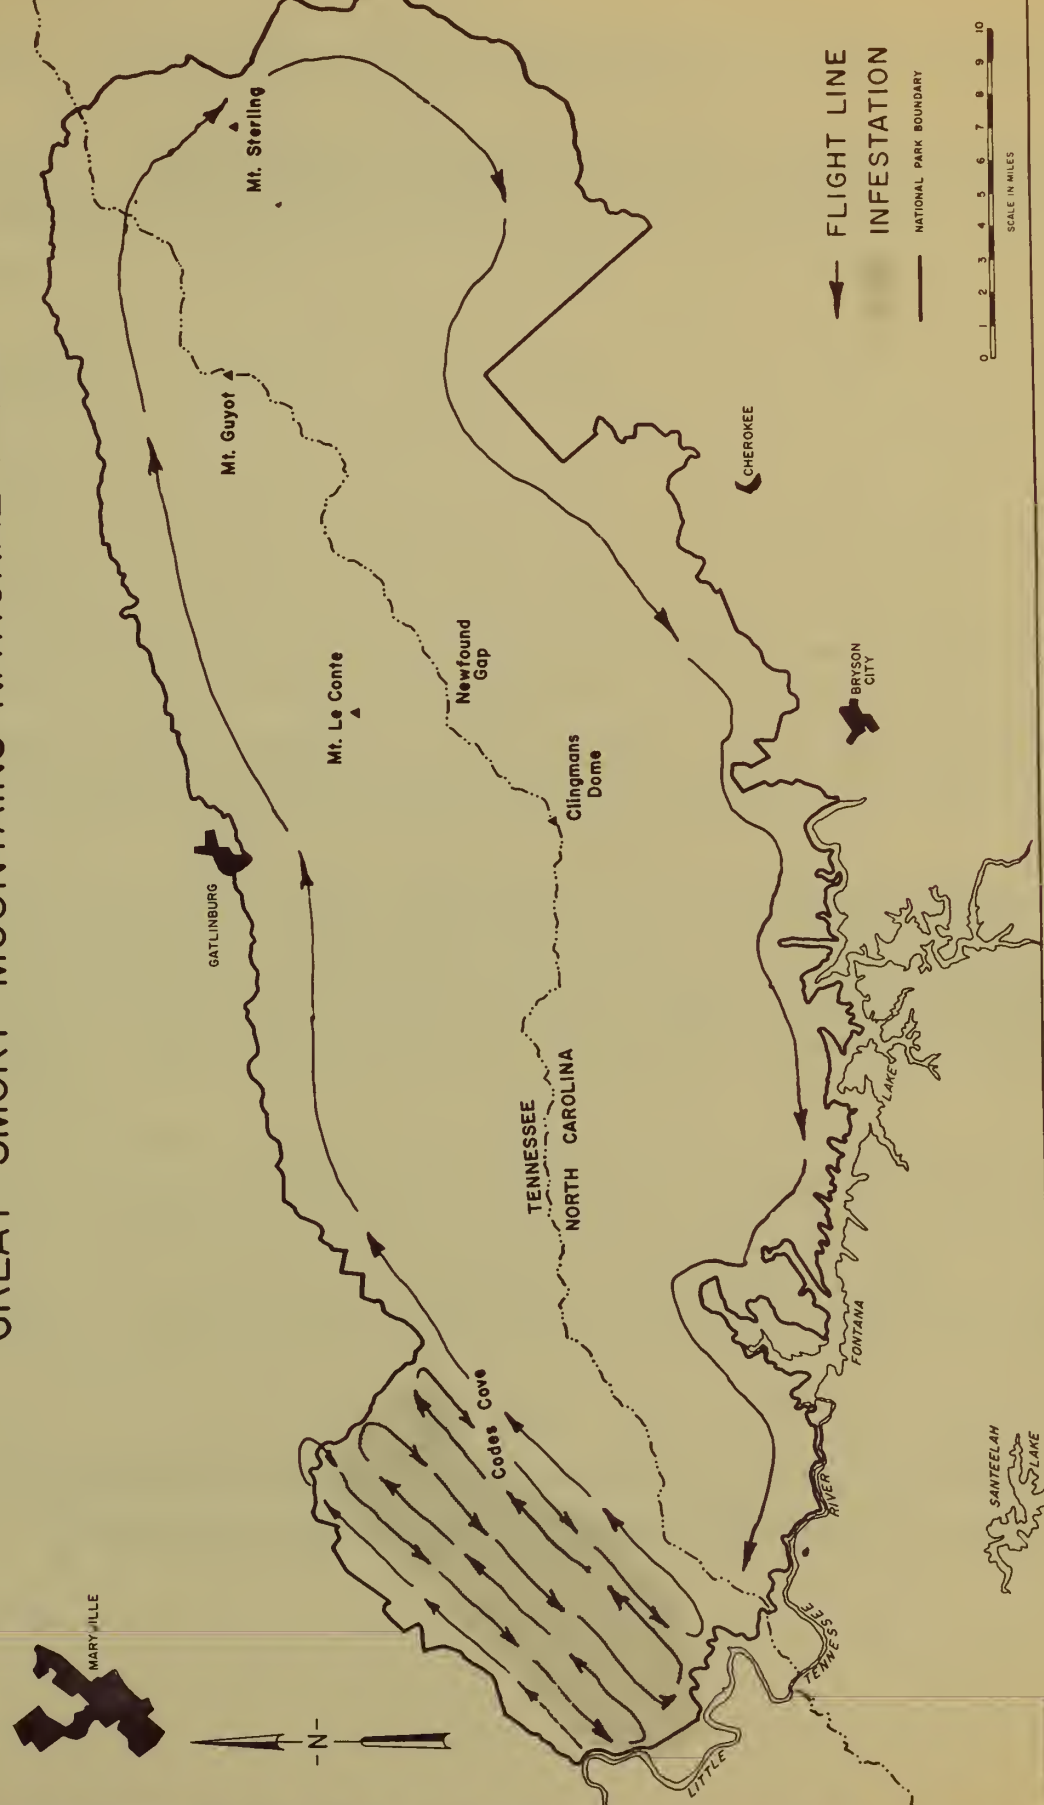 GREAT SMOKY MOUNTAINS NATIONAL
MARYVILLE
-N-
GATLINBURG
Mt. Sterling
Mt. Guyot
Mt. Le Conte
Newfound
Gap
Clingmans
Dome
TENNESSEE
NORTH CAROLINA
Cades Cove
CHEROKEE
BRYSON
CITY
FONTANA
LAKE
LITTLE
TENNESSEE
RIVER
SANTEELAH
LAKE
FLIGHT LINE
INFESTATION
NATIONAL PARK BOUNDARY
0 1 2 3 4 5 6 7 8 9 10
SCALE IN MILES